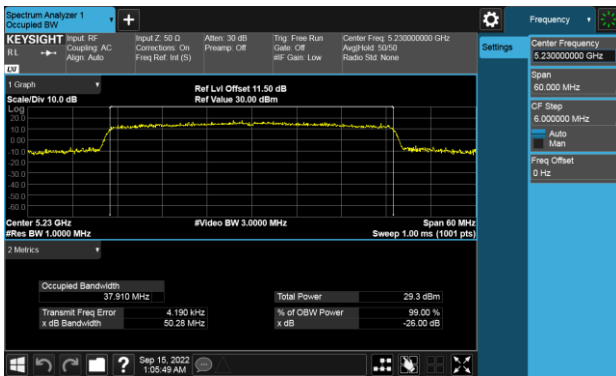 Spectrum Analyzer 1
Occupied BW
Frequency
KEYSIGHT
Input: RF
Coupling: AC
Align: Auto
Input Z: 50 Ω
Corrections: On
Freq Ref: Int (S)
Atten: 30 dB
Preamp: Off
Trig: Free Run
Gate: Off
#IF Gain: Low
Center Freq: 5.230000000 GHz
Avg|Hold: 50/50
Radio Std: None
R L
LXI
Settings
Center Frequency
5.230000000 GHz
Span
60.000 MHz
CF Step
6.000000 MHz
Auto
Man
Freq Offset
0 Hz
1 Graph
Scale/Div 10.0 dB
Ref Lvl Offset 11.50 dB
Ref Value 30.00 dBm
Log
20.0
10.0
0.00
-10.0
-20.0
-30.0
-40.0
-50.0
-60.0
Center 5.23 GHz
#Video BW 3.0000 MHz
Span 60 MHz
#Res BW 1.0000 MHz
Sweep 1.00 ms (1001 pts)
2 Metrics
Occupied Bandwidth
37.910 MHz
Total Power 29.3 dBm
Transmit Freq Error 4.190 kHz
% of OBW Power 99.00 %
x dB Bandwidth 50.28 MHz
x dB -26.00 dB
Sep 15, 2022
1:05:49 AM